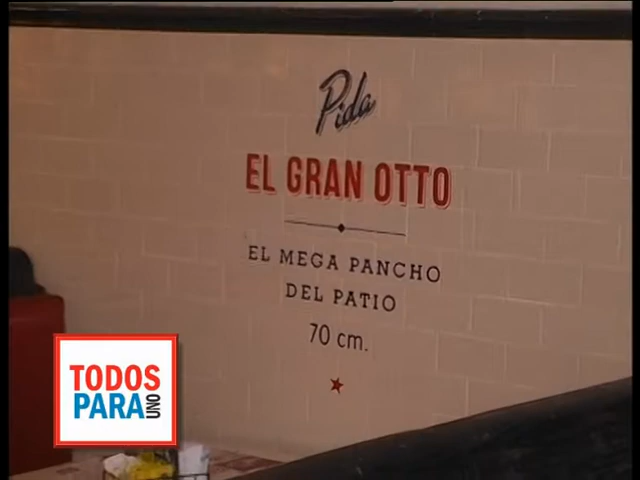 Pida
EL GRAN OTTO
EL MEGA PANCHO
DEL PATIO
70 cm.
TODOS
PARA UNO